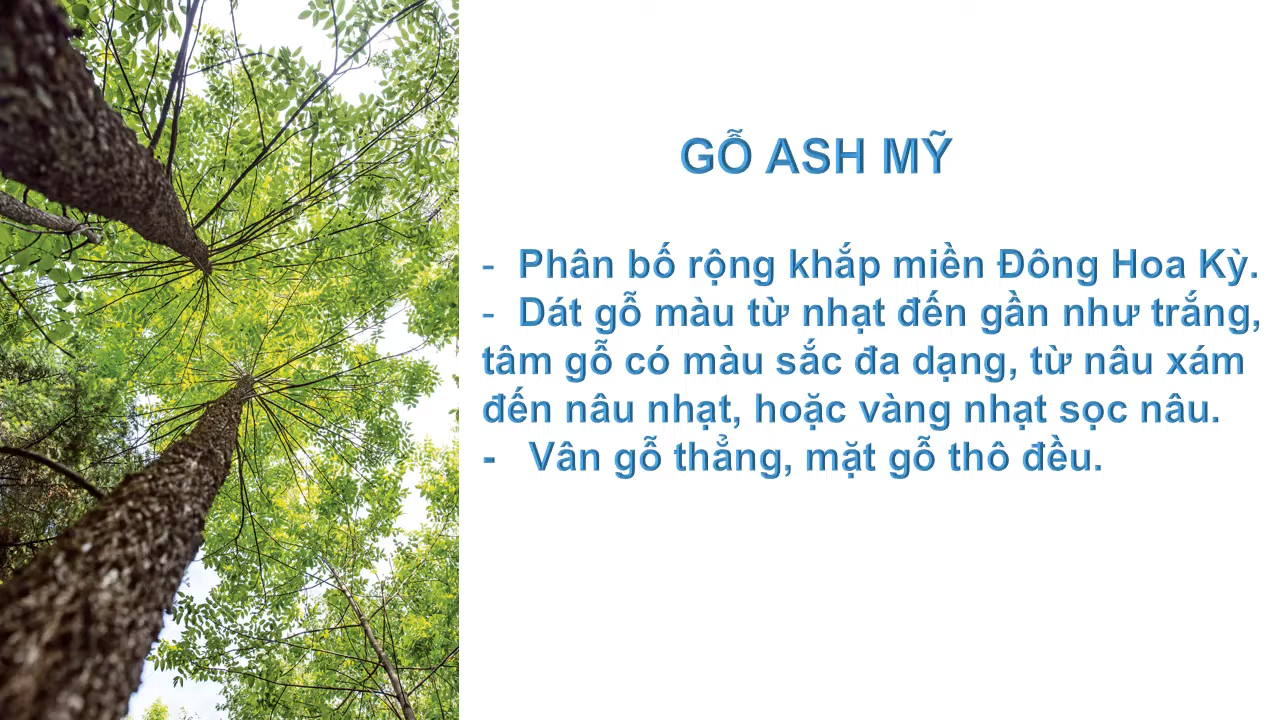 GỖ ASH MỸ
- Phân bố rộng khắp miền Đông Hoa Kỳ.
- Dát gỗ màu từ nhạt đến gần như trắng,
tâm gỗ có màu sắc đa dạng, từ nâu xám
đến nâu nhạt, hoặc vàng nhạt sọc nâu.
- Vân gỗ thẳng, mặt gỗ thô đều.